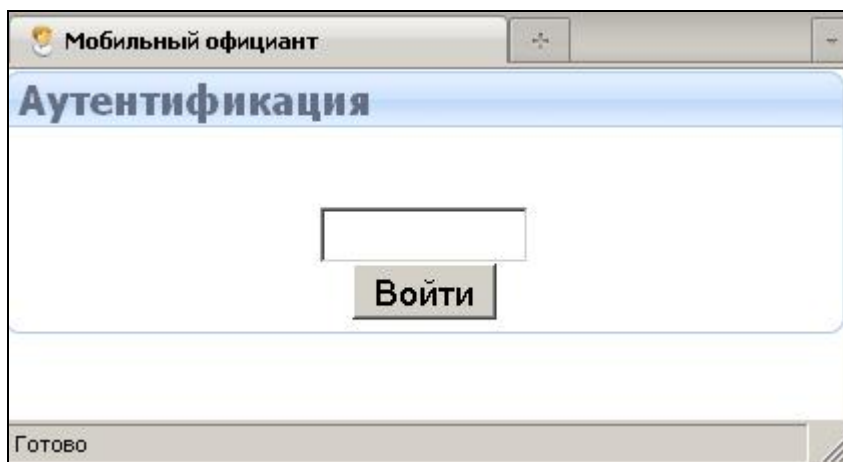 Мобильный официант
Аутентификация
Войти
Готово